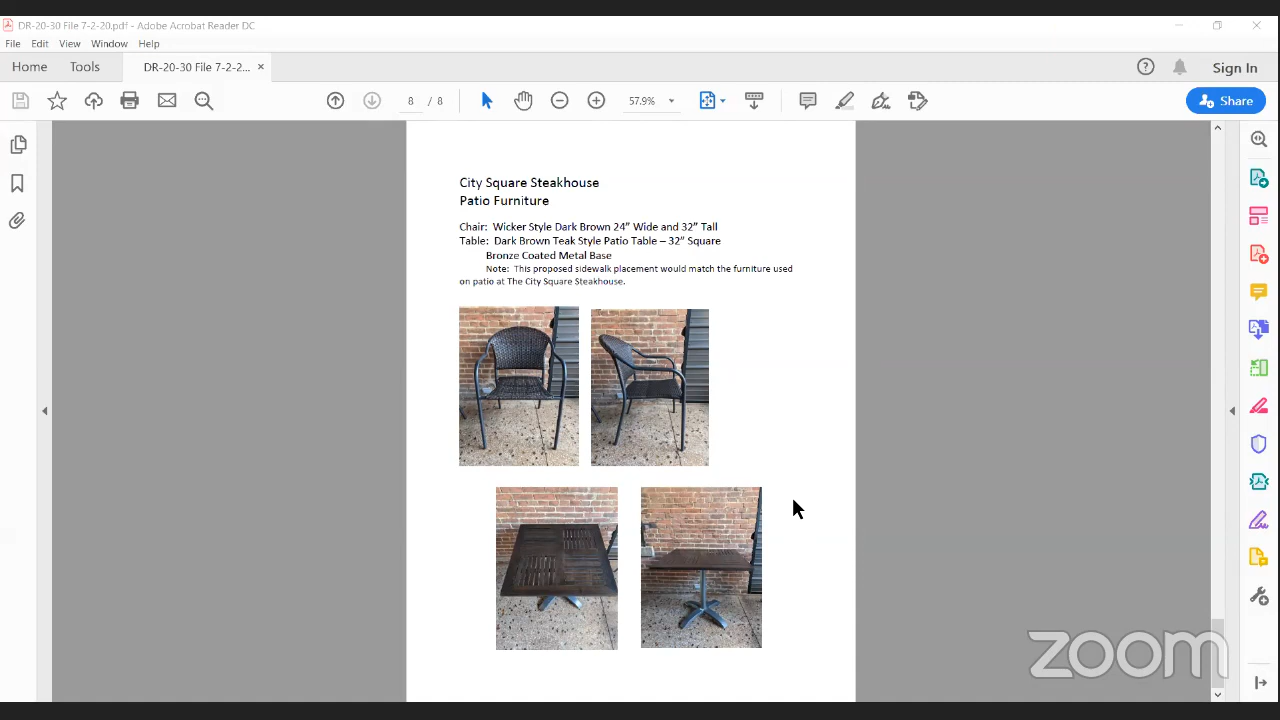 DR-20-30 File 7-2-20.pdf - Adobe Acrobat Reader DC
File Edit View Window Help
Home Tools DR-20-30 File 7-2-2... × Sign In
8 / 8 57.9% Share
City Square Steakhouse
Patio Furniture
Chair: Wicker Style Dark Brown 24” Wide and 32” Tall
Table: Dark Brown Teak Style Patio Table – 32” Square
Bronze Coated Metal Base
Note: This proposed sidewalk placement would match the furniture used
on patio at The City Square Steakhouse.
zoom